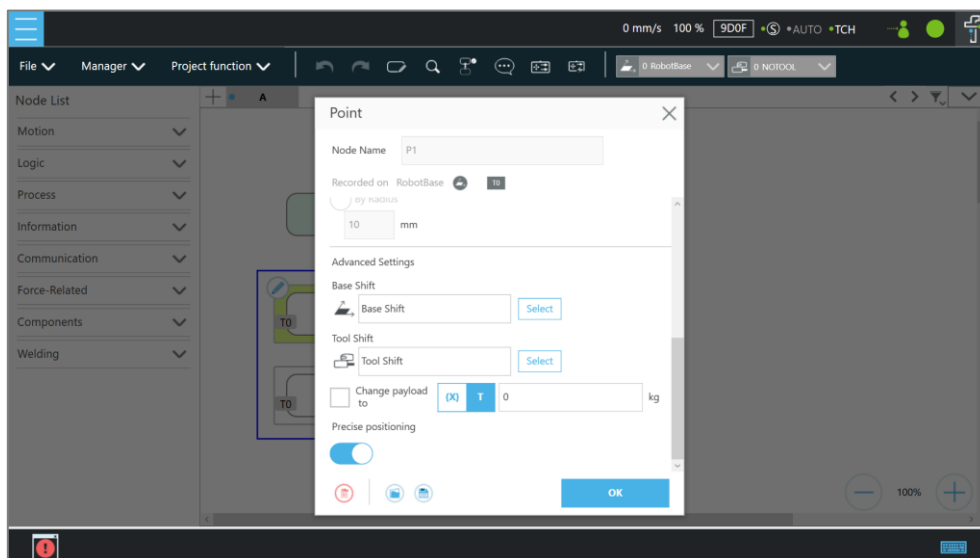 0 mm/s 100 % 9D0F •Ⓢ •AUTO •TCH
File Manager Project function 0 RobotBase 0 NOTOOL
Node List
A
Motion
Logic
Process
Information
Communication
Force-Related
Components
Welding
T0
T0
Point
Node Name P1
Recorded on RobotBase T0
By Radius
10 mm
Advanced Settings
Base Shift
Base Shift Select
Tool Shift
Tool Shift Select
Change payload to (X) T 0 kg
Precise positioning
OK
100%